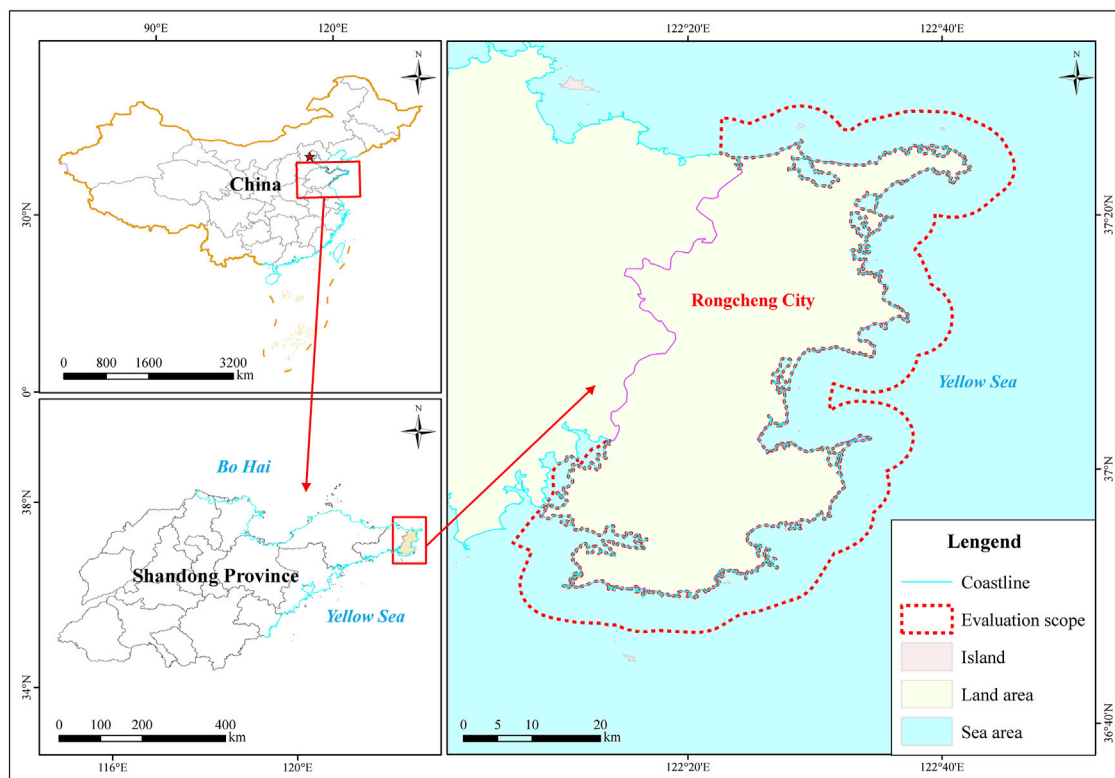 90°E
120°E
N
China
30°N
0°
0 800 1600 3200
km
N
Bo Hai
38°N
Shandong Province
Yellow Sea
34°N
0 100 200 400
km
116°E
120°E
122°20'E
122°40'E
N
37°20'N
Rongcheng City
Yellow Sea
37°N
Lengend
Coastline
Evaluation scope
Island
Land area
Sea area
0 5 10 20
km
36°40'N
122°20'E
122°40'E